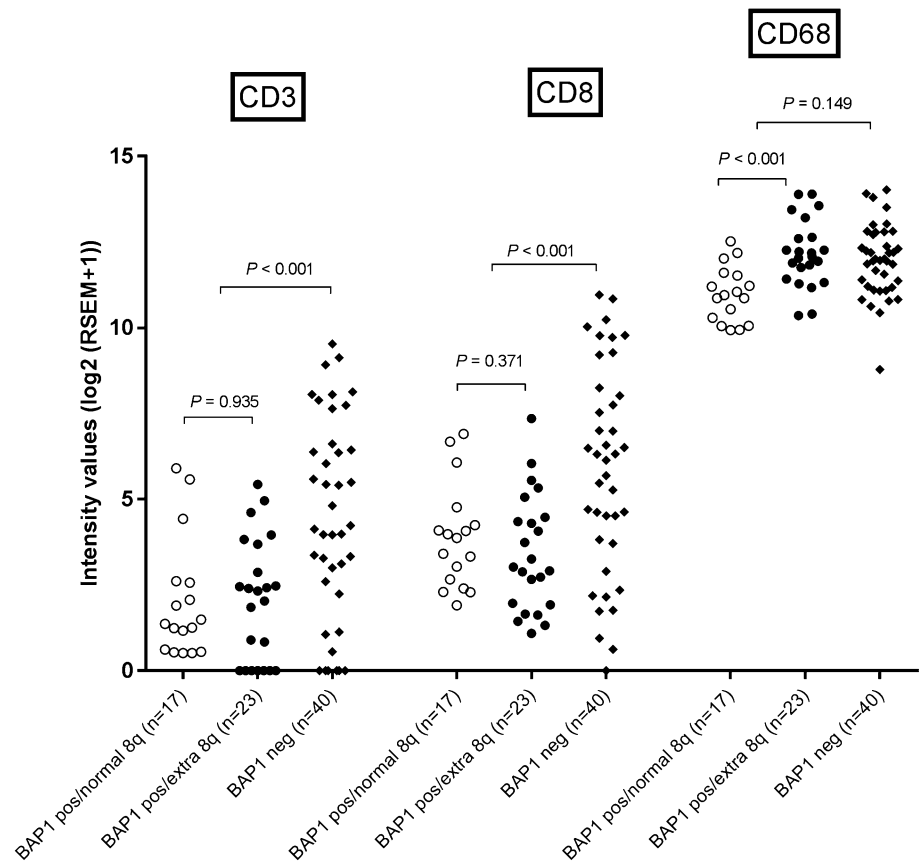 CD68
CD3
CD8
P = 0.149
P < 0.001
P < 0.001
P < 0.001
P = 0.371
P = 0.935
Intensity values (log2 (RSEM+1))
15
10
5
0
BAP1 pos/normal 8q (n=17)
BAP1 pos/extra 8q (n=23)
BAP1 neg (n=40)
BAP1 pos/normal 8q (n=17)
BAP1 pos/extra 8q (n=23)
BAP1 neg (n=40)
BAP1 pos/normal 8q (n=17)
BAP1 pos/extra 8q (n=23)
BAP1 neg (n=40)